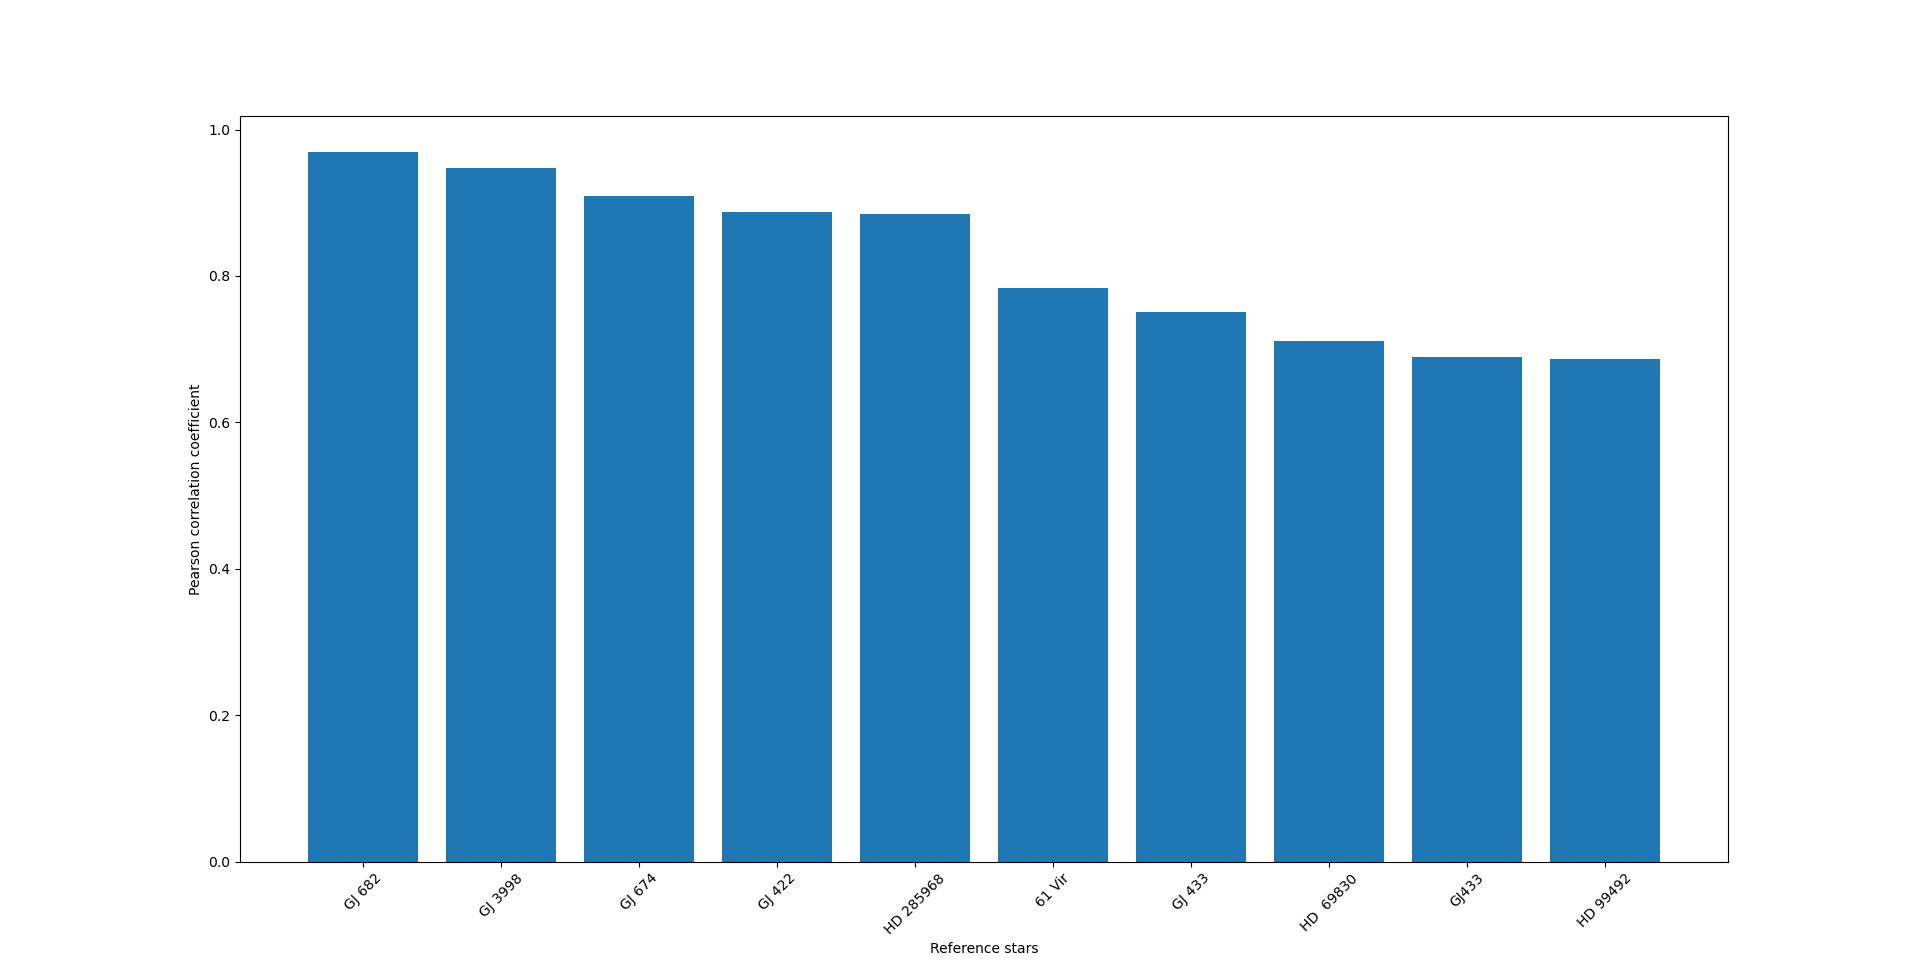 1.0
0.8
0.6
0.4
0.2
0.0
Pearson correlation coefficient
GJ 682
GJ 3998
GJ 674
GJ 422
HD 285968
61 Vir
GJ 433
HD  69830
GJ433
HD 99492
Reference stars